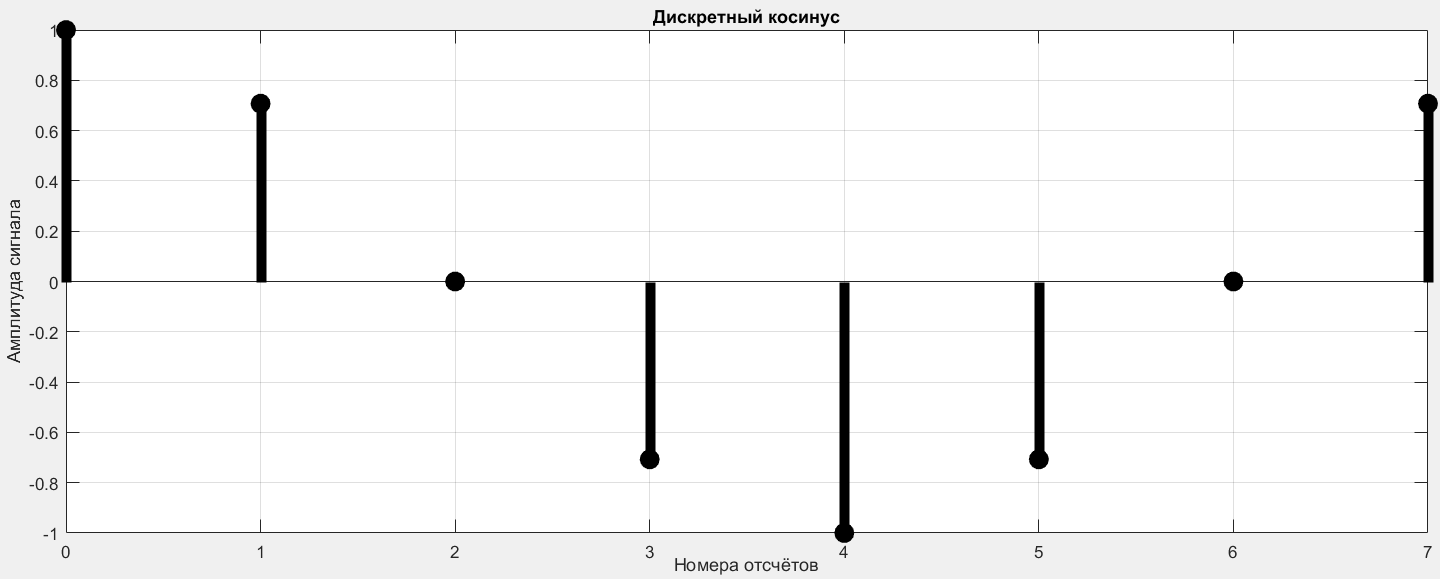 Дискретный косинус
1
0.8
0.6
0.4
0.2
0
-0.2
-0.4
-0.6
-0.8
-1
Амплитуда сигнала
0 1 2 3 4 5 6 7
Номера отсчётов